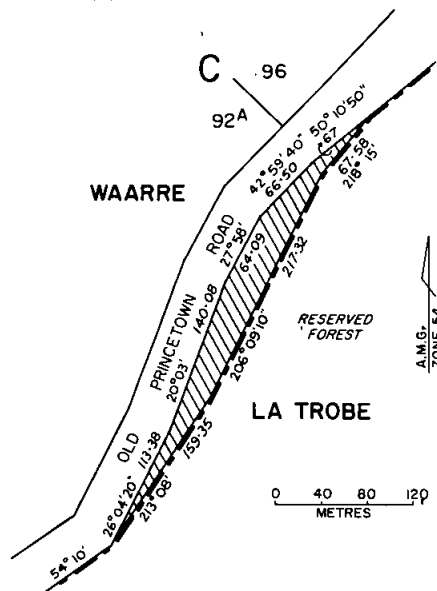 C
96
92A
WAARRE
42° 59' 40"
66·50
50° 10' 50"
67
67·58
218° 15'
ROAD
27° 58'
64·09
217·32
PRINCETOWN
140·08
20° 03'
RESERVED
FOREST
206° 09' 10"
A.M.G.
ZONE 54
LA TROBE
OLD
113·38
159·35
26° 04' 20"
213° 08'
54° 10'
0 40 80 120
METRES